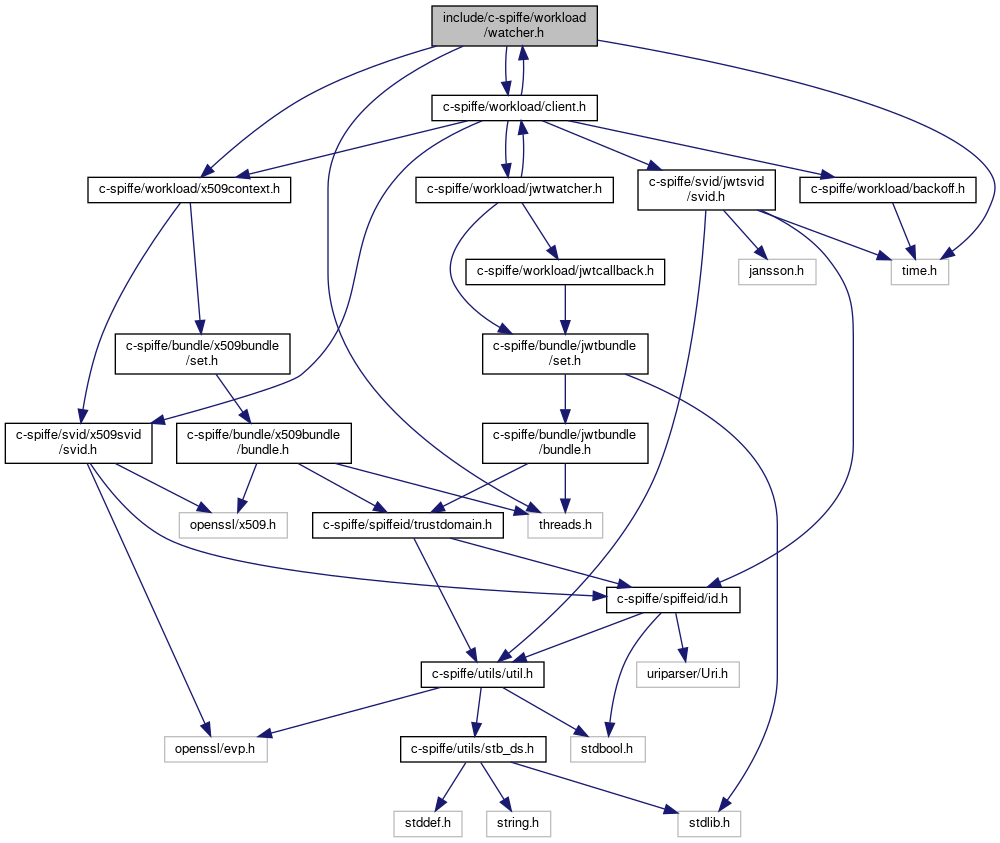 include/c-spiffe/workload
/watcher.h
c-spiffe/workload/client.h
c-spiffe/workload/x509context.h
c-spiffe/workload/jwtwatcher.h
c-spiffe/svid/jwtsvid
/svid.h
c-spiffe/workload/backoff.h
c-spiffe/workload/jwtcallback.h
jansson.h
time.h
c-spiffe/bundle/x509bundle
/set.h
c-spiffe/bundle/jwtbundle
/set.h
c-spiffe/svid/x509svid
/svid.h
c-spiffe/bundle/x509bundle
/bundle.h
c-spiffe/bundle/jwtbundle
/bundle.h
openssl/x509.h
c-spiffe/spiffeid/trustdomain.h
threads.h
c-spiffe/spiffeid/id.h
c-spiffe/utils/util.h
uriparser/Uri.h
openssl/evp.h
c-spiffe/utils/stb_ds.h
stdbool.h
stddef.h
string.h
stdlib.h